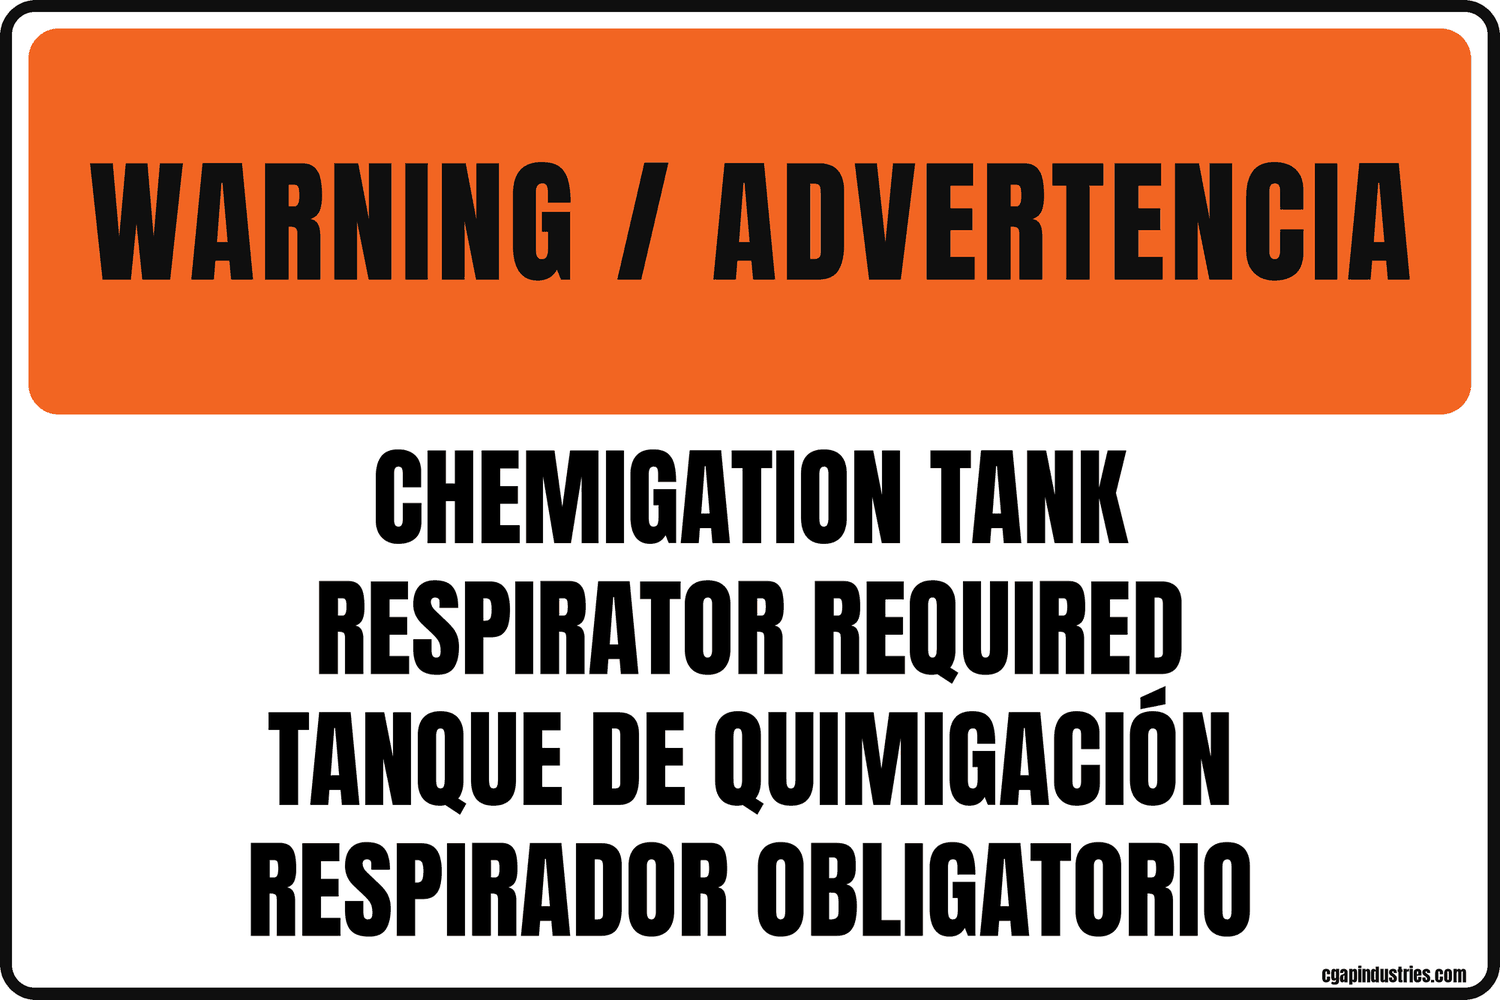 WARNING / ADVERTENCIA
CHEMIGATION TANK
RESPIRATOR REQUIRED
TANQUE DE QUIMIGACIÓN
RESPIRADOR OBLIGATORIO
cgapindustries.com